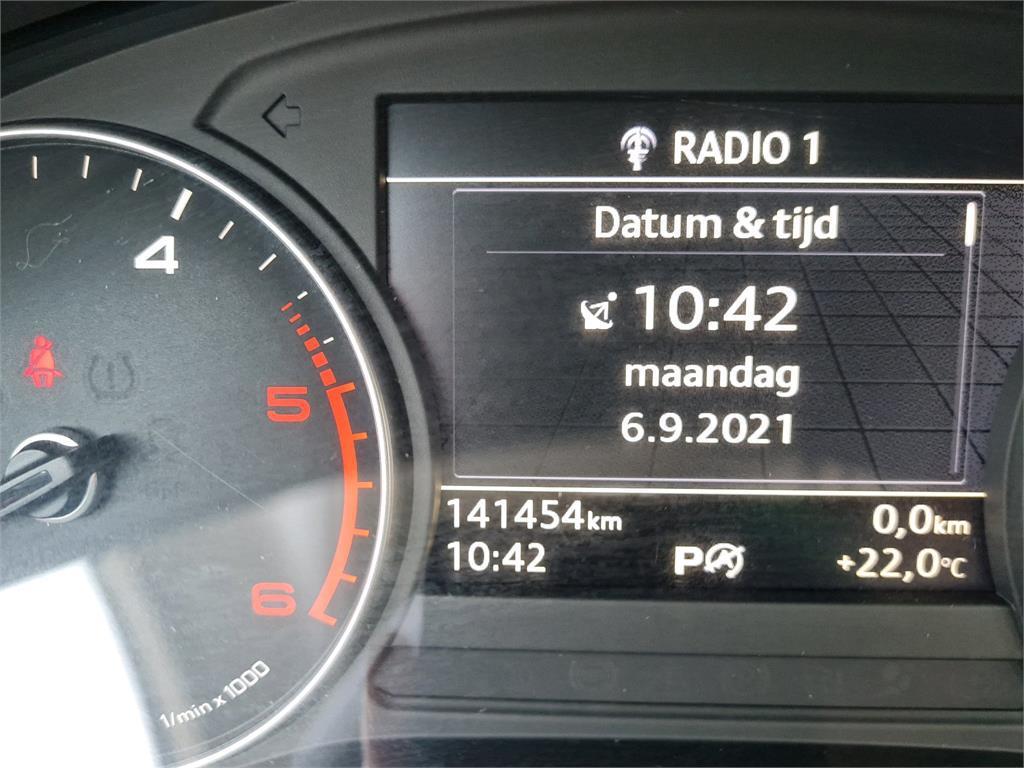 RADIO 1
Datum & tijd
10:42
maandag
6.9.2021
141454km 0,0km
10:42 P +22,0°C
4
5
6
1/min x 1000